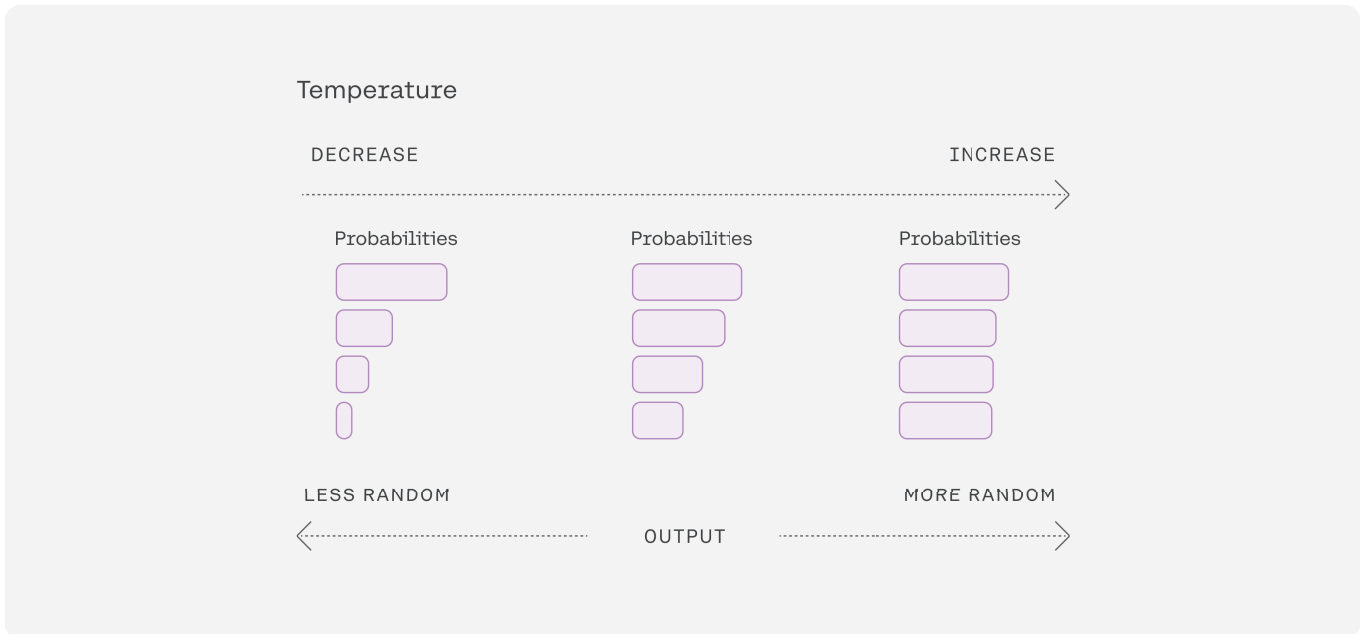 Temperature
DECREASE INCREASE
Probabilities Probabilities Probabilities
LESS RANDOM MORE RANDOM
OUTPUT